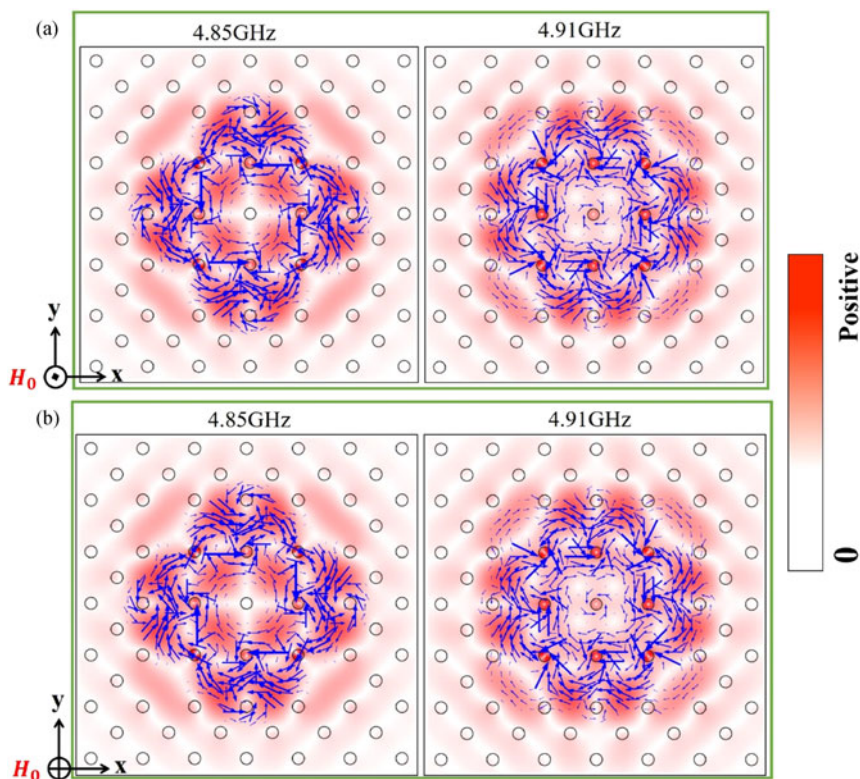 (a)
4.85GHz
4.91GHz
y
H₀
x
Positive
0
(b)
4.85GHz
4.91GHz
y
H₀
x